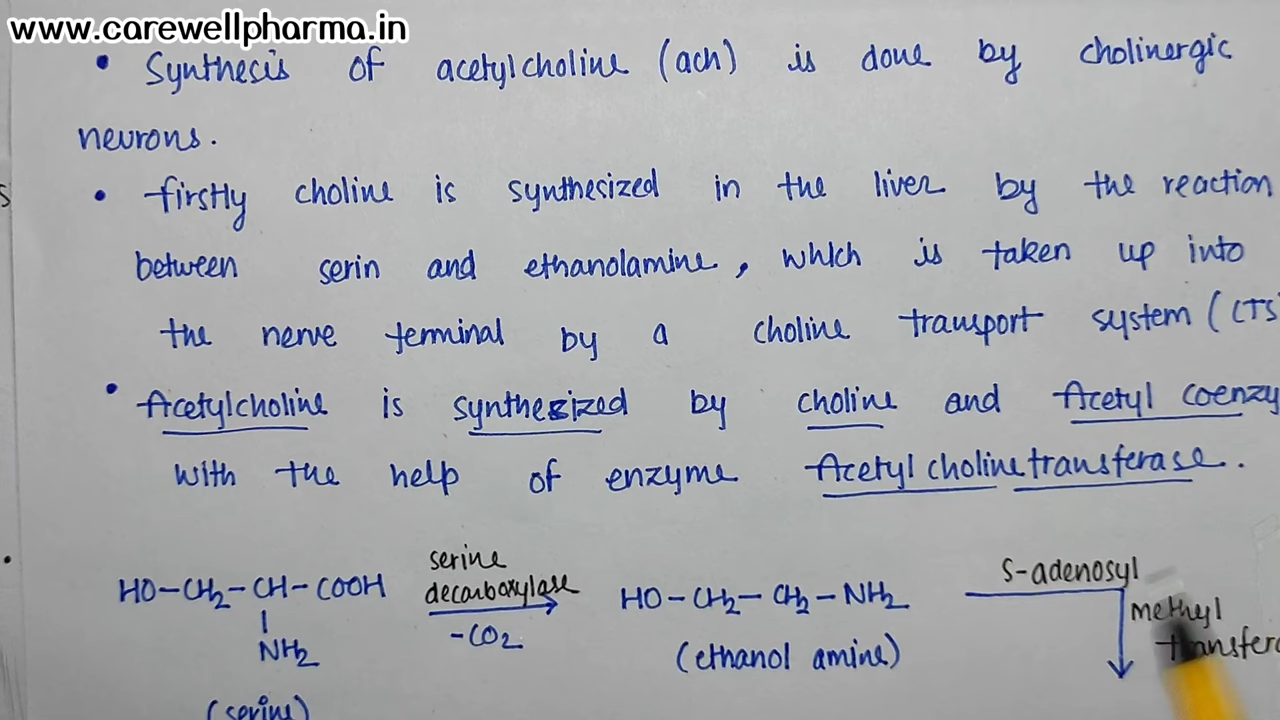 www.carewellpharma.in
• Synthesis of acetylcholine (ach) is done by cholinergic
neurons.
• firstly choline is synthesized in the liver by the reaction
between serin and ethanolamine, which is taken up into
the nerve terminal by a choline transport system (CTS
• Acetylcholine is synthesized by choline and Acetyl coenzy
with the help of enzyme Acetyl choline transferase.
HO-CH2-CH-COOH
NH2
(serine)
serine
decarboxylase
-CO2
HO-CH2-CH2-NH2
(ethanol amine)
S-adenosyl
methyl